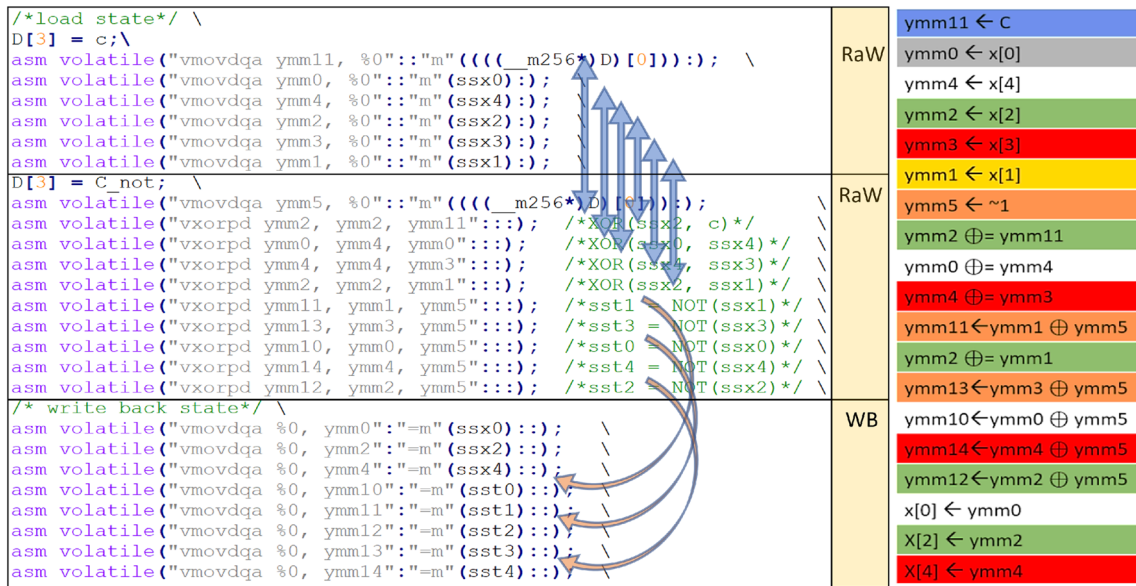 /*load state*/ \
D[3] = c;\
asm volatile("vmovdqa ymm11, %0"::"m"((((__m256*)D)[0])):); \
asm volatile("vmovdqa ymm0, %0"::"m"(ssx0):); \
asm volatile("vmovdqa ymm4, %0"::"m"(ssx4):); \
asm volatile("vmovdqa ymm2, %0"::"m"(ssx2):); \
asm volatile("vmovdqa ymm3, %0"::"m"(ssx3):); \
asm volatile("vmovdqa ymm1, %0"::"m"(ssx1):); \
RaW
D[3] = C_not; \
asm volatile("vmovdqa ymm5, %0"::"m"((((__m256*)D)[0])):); \
asm volatile("vxorpd ymm2, ymm2, ymm11":::); /*XOR(ssx2, c)*/ \
asm volatile("vxorpd ymm0, ymm4, ymm0":::); /*XOR(ssx0, ssx4)*/ \
asm volatile("vxorpd ymm4, ymm4, ymm3":::); /*XOR(ssx4, ssx3)*/ \
asm volatile("vxorpd ymm2, ymm2, ymm1":::); /*XOR(ssx2, ssx1)*/ \
asm volatile("vxorpd ymm11, ymm1, ymm5":::); /*sst1 = NOT(ssx1)*/ \
asm volatile("vxorpd ymm13, ymm3, ymm5":::); /*sst3 = NOT(ssx3)*/ \
asm volatile("vxorpd ymm10, ymm0, ymm5":::); /*sst0 = NOT(ssx0)*/ \
asm volatile("vxorpd ymm14, ymm4, ymm5":::); /*sst4 = NOT(ssx4)*/ \
asm volatile("vxorpd ymm12, ymm2, ymm5":::); /*sst2 = NOT(ssx2)*/ \
RaW
/* write back state*/ \
asm volatile("vmovdqa %0, ymm0":"=m"(ssx0)::); \
asm volatile("vmovdqa %0, ymm2":"=m"(ssx2)::); \
asm volatile("vmovdqa %0, ymm4":"=m"(ssx4)::); \
asm volatile("vmovdqa %0, ymm10":"=m"(sst0)::); \
asm volatile("vmovdqa %0, ymm11":"=m"(sst1)::); \
asm volatile("vmovdqa %0, ymm12":"=m"(sst2)::); \
asm volatile("vmovdqa %0, ymm13":"=m"(sst3)::); \
asm volatile("vmovdqa %0, ymm14":"=m"(sst4)::); \
WB
ymm11 ← C
ymm0 ← x[0]
ymm4 ← x[4]
ymm2 ← x[2]
ymm3 ← x[3]
ymm1 ← x[1]
ymm5 ← ~1
ymm2 ⊕= ymm11
ymm0 ⊕= ymm4
ymm4 ⊕= ymm3
ymm11←ymm1 ⊕ ymm5
ymm2 ⊕= ymm1
ymm13←ymm3 ⊕ ymm5
ymm10←ymm0 ⊕ ymm5
ymm14←ymm4 ⊕ ymm5
ymm12←ymm2 ⊕ ymm5
x[0] ← ymm0
X[2] ← ymm2
X[4] ← ymm4